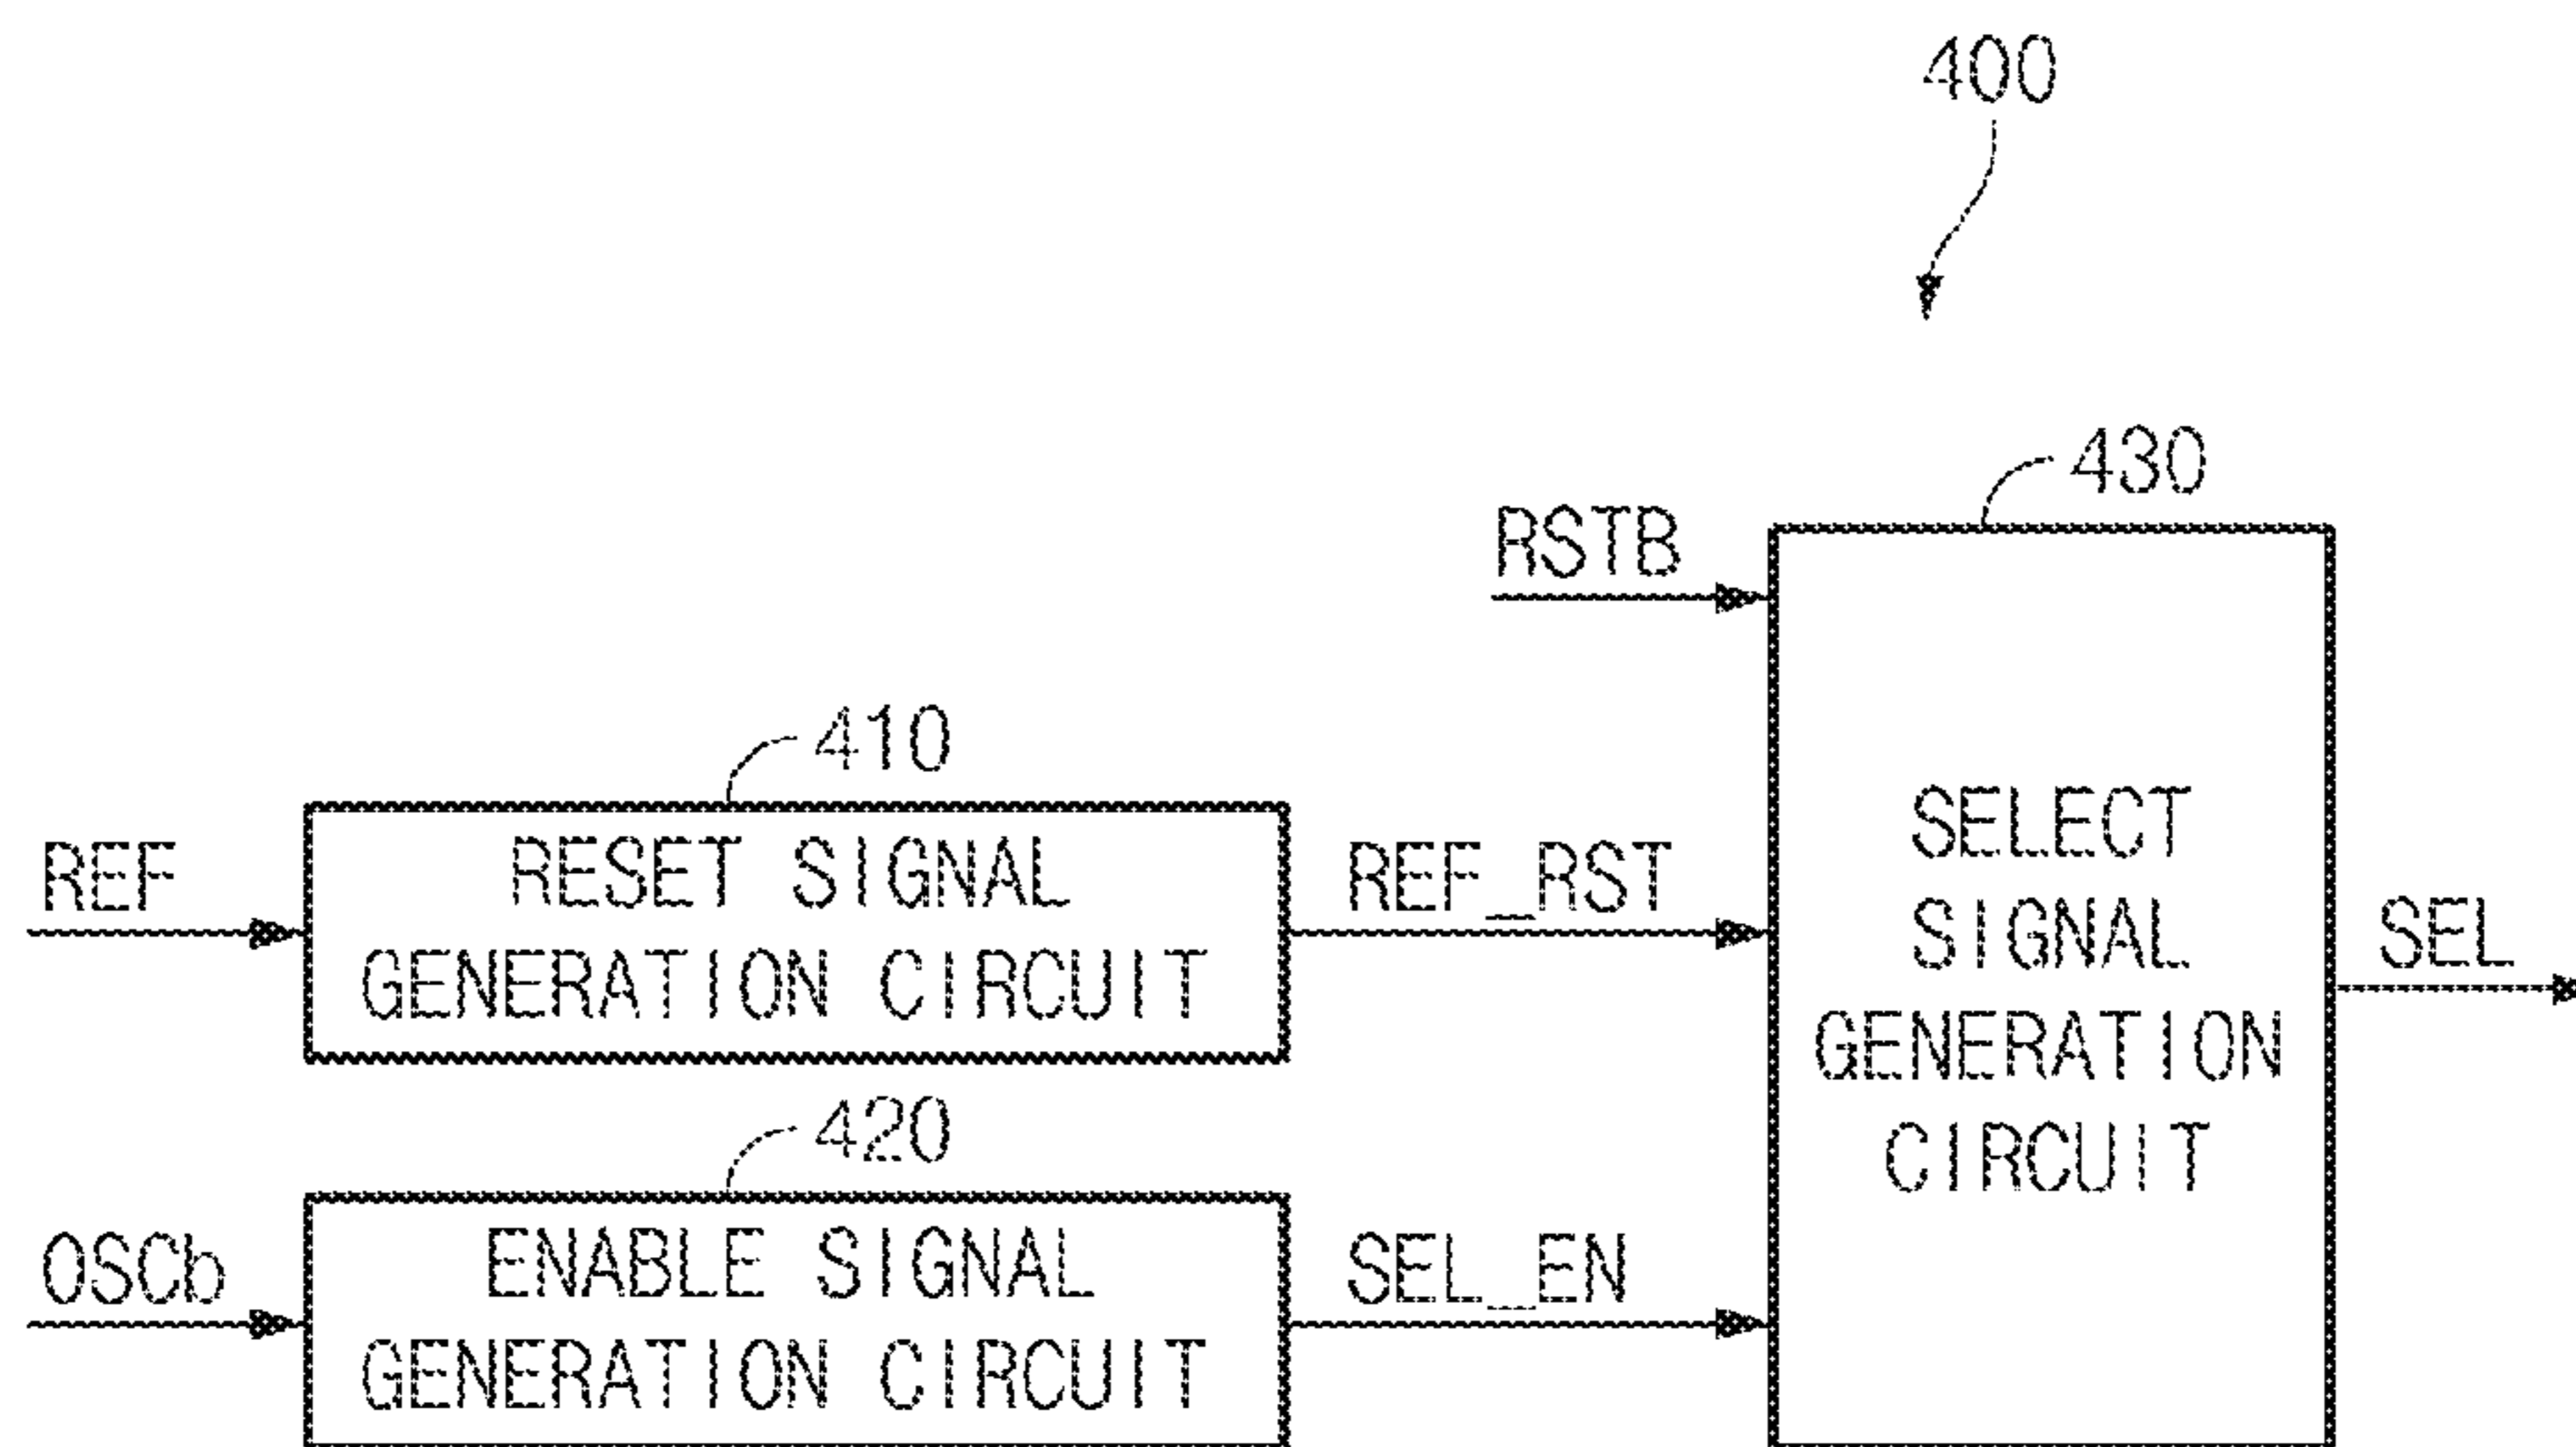 400
430
RSTB
410
REF
RESET SIGNAL
GENERATION CIRCUIT
REF_RST
SELECT
SIGNAL
GENERATION
CIRCUIT
SEL
420
OSCb
ENABLE SIGNAL
GENERATION CIRCUIT
SEL_EN